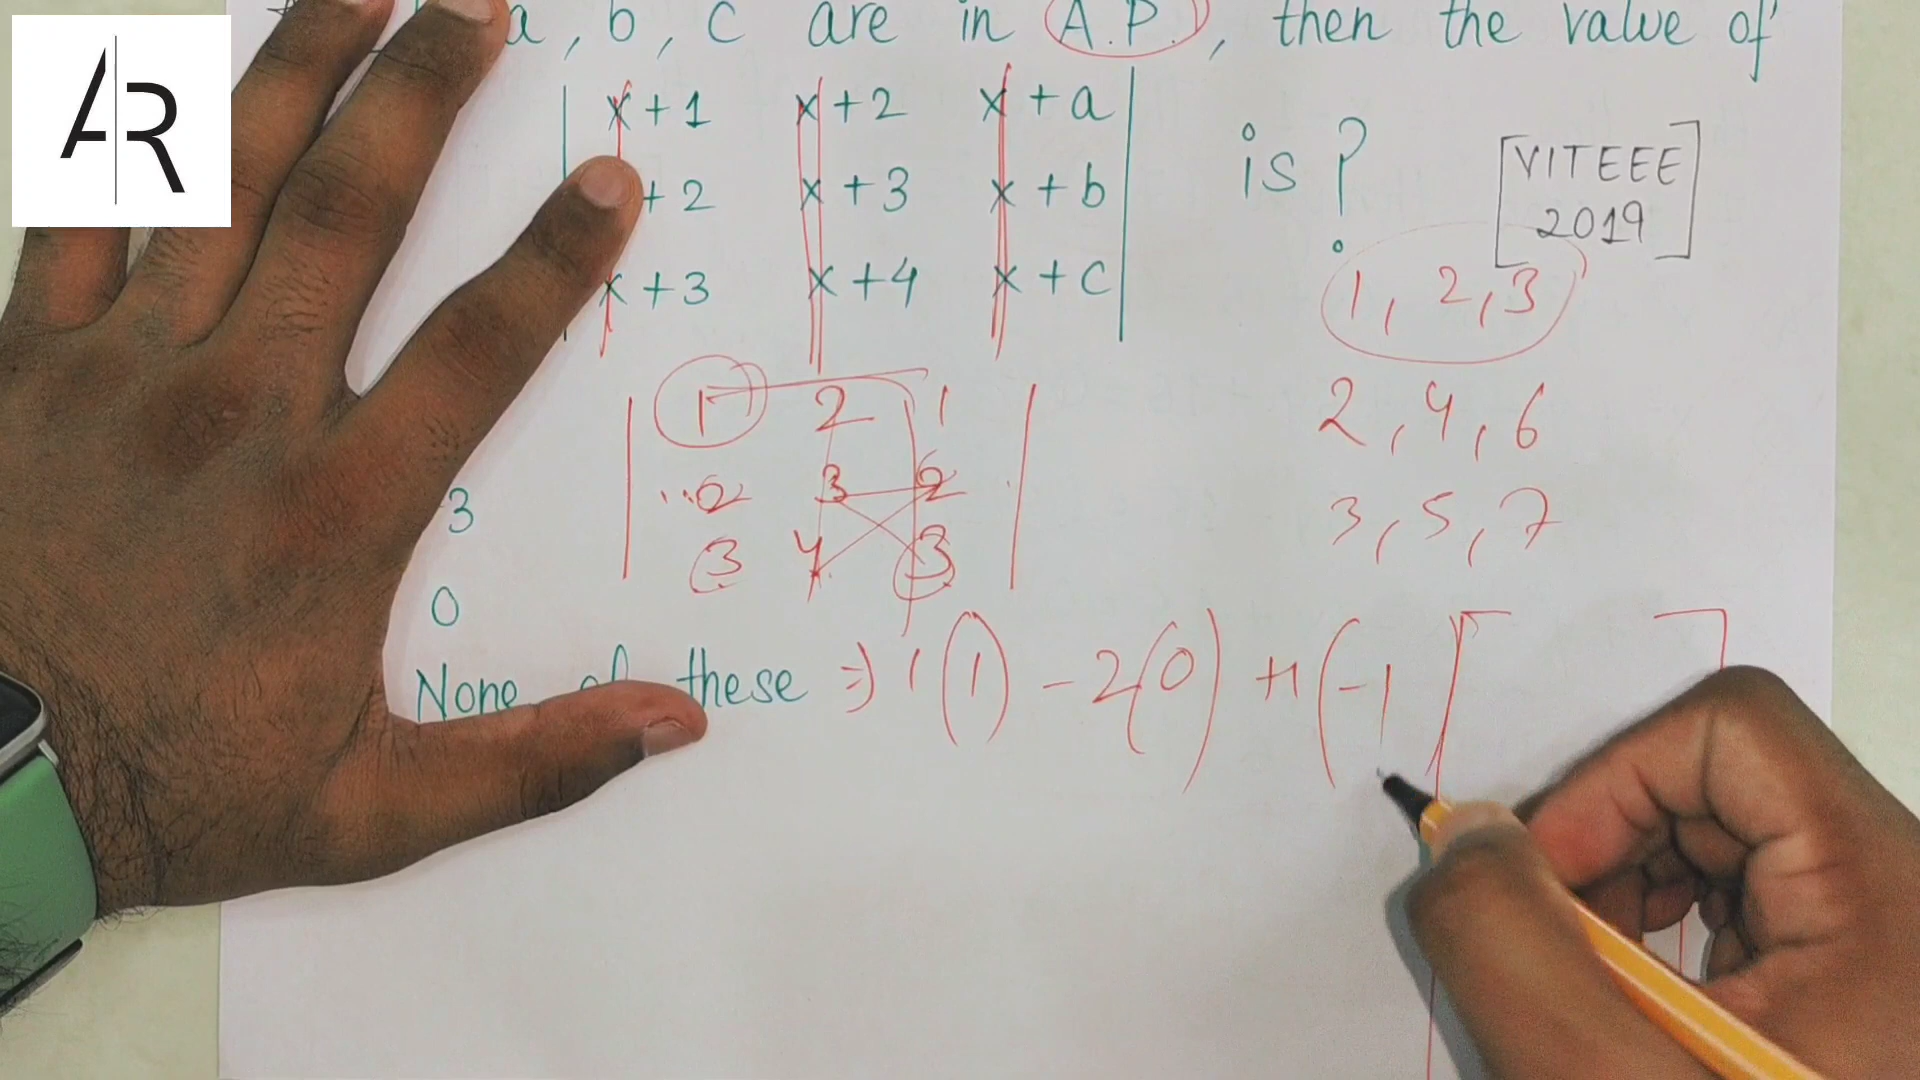 AR
a, b, c are in A.P., then the value of
x + 1 x + 2 x + a
+ 2 x + 3 x + b
x + 3 x + 4 x + c
is ?
[VITEEE
2019]
1, 2, 3
2, 4, 6
3, 5, 7
1 2 1
2 3 2
3 4 3
3
0
None of these ⇒ 1(1) - 2(0) + 1(-1